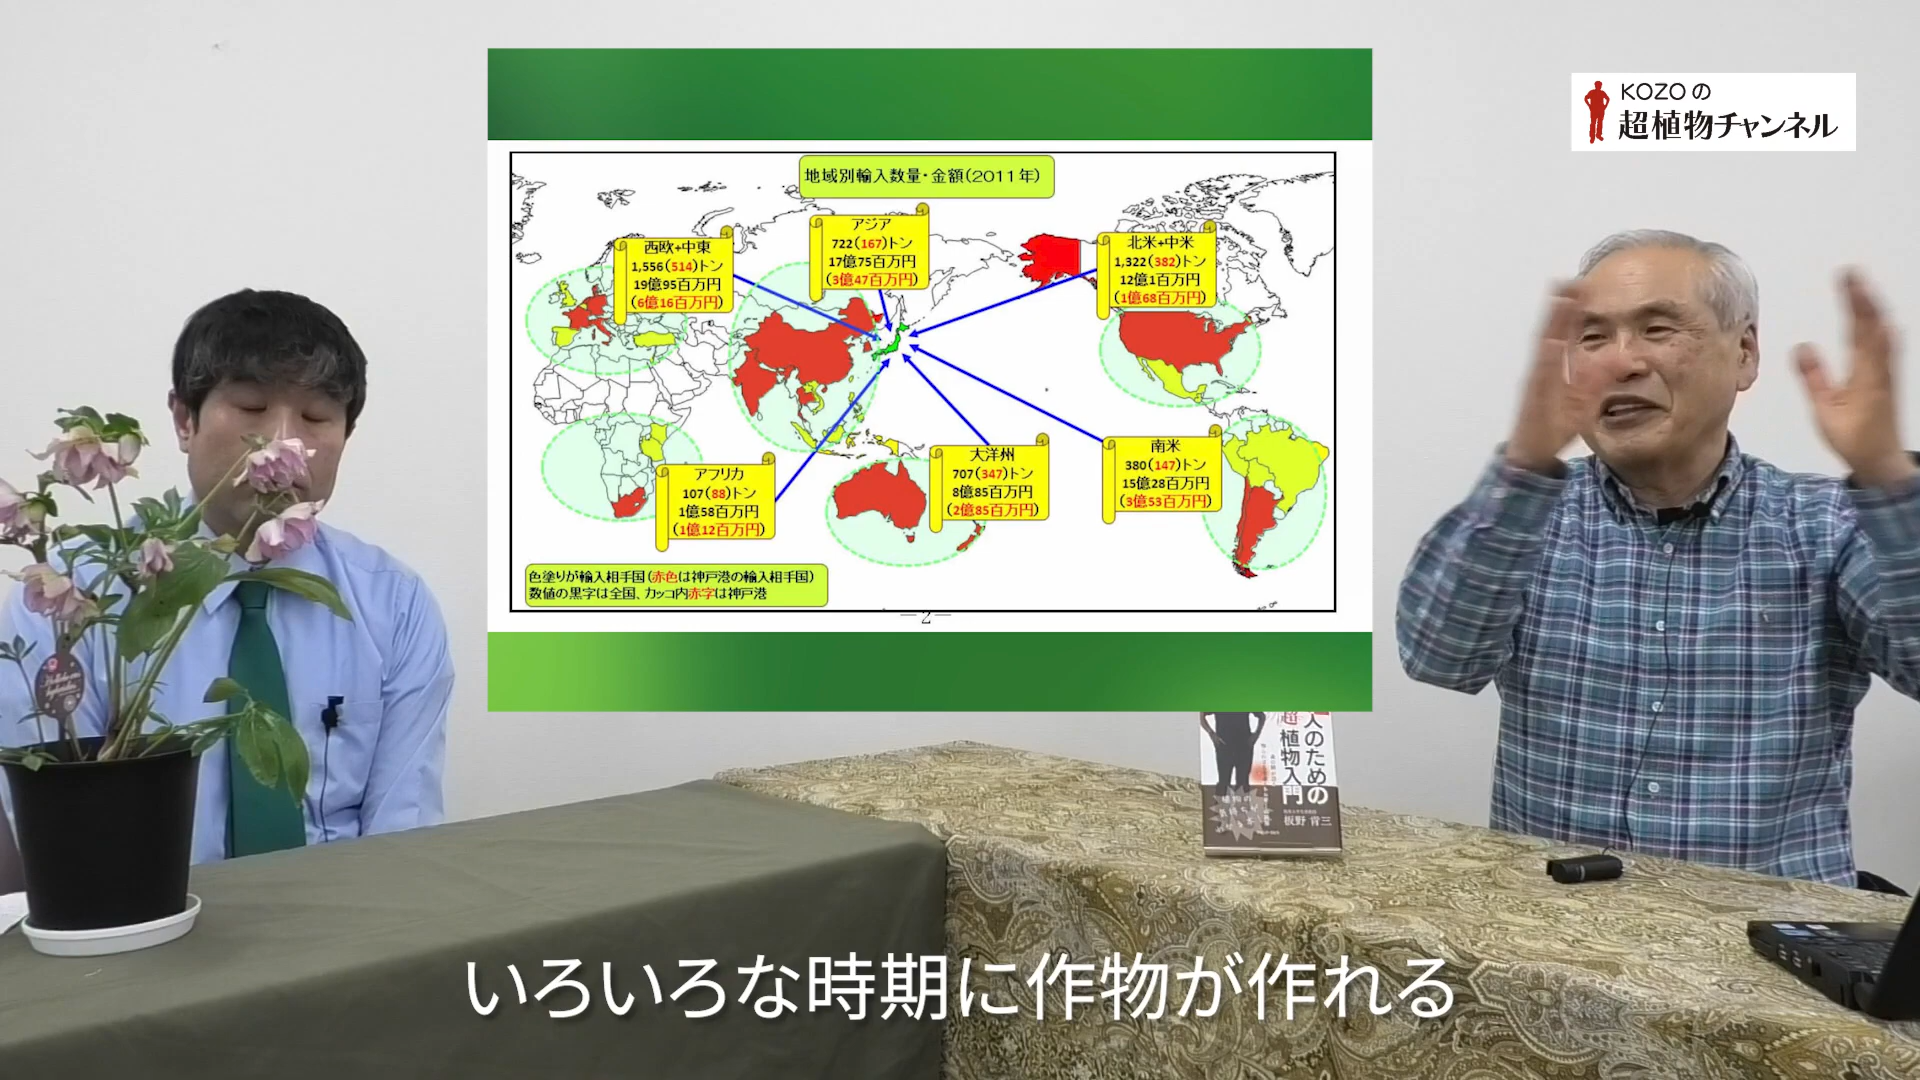 KOZOの
超植物チャンネル
地域別輸入数量・金額(2011年)
西欧+中東
1,556(514)トン
19億95百万円
(6億16百万円)
アジア
722(167)トン
17億75百万円
(3億47百万円)
北米+中米
1,322(382)トン
12億1百万円
(1億68百万円)
アフリカ
107(88)トン
1億58百万円
(1億12百万円)
大洋州
707(347)トン
8億85百万円
(2億85百万円)
南米
380(147)トン
15億28百万円
(3億53百万円)
色塗りが輸入相手国(赤色は神戸港の輸入相手国)
数値の黒字は全国、カッコ内赤字は神戸港
―2―
人のための
超植物入門
いろいろな時期に作物が作れる